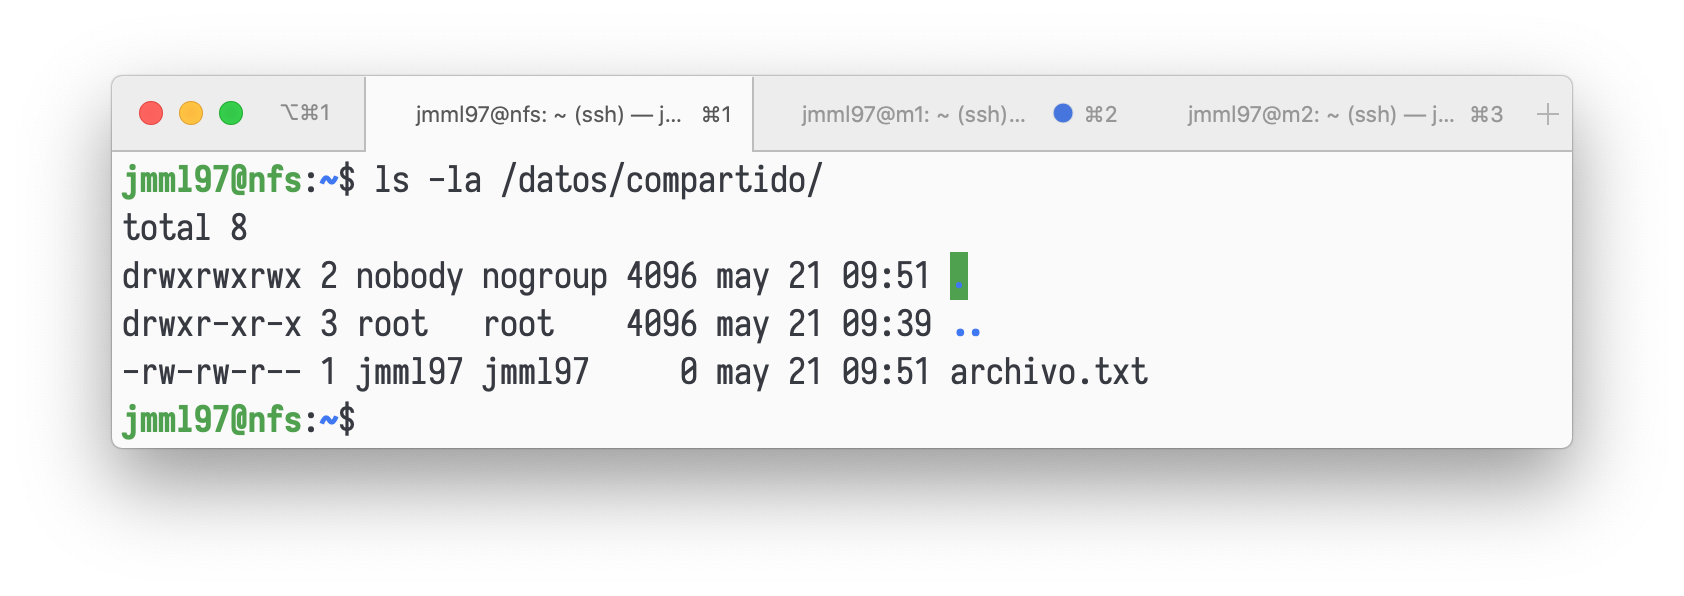 ⌥⌘1 jmml97@nfs: ~ (ssh) — j... ⌘1 jmml97@m1: ~ (ssh)... ⌘2 jmml97@m2: ~ (ssh) — j... ⌘3 +
jmml97@nfs:~$ ls -la /datos/compartido/
total 8
drwxrwxrwx 2 nobody nogroup 4096 may 21 09:51 .
drwxr-xr-x 3 root   root    4096 may 21 09:39 ..
-rw-rw-r-- 1 jmml97 jmml97     0 may 21 09:51 archivo.txt
jmml97@nfs:~$